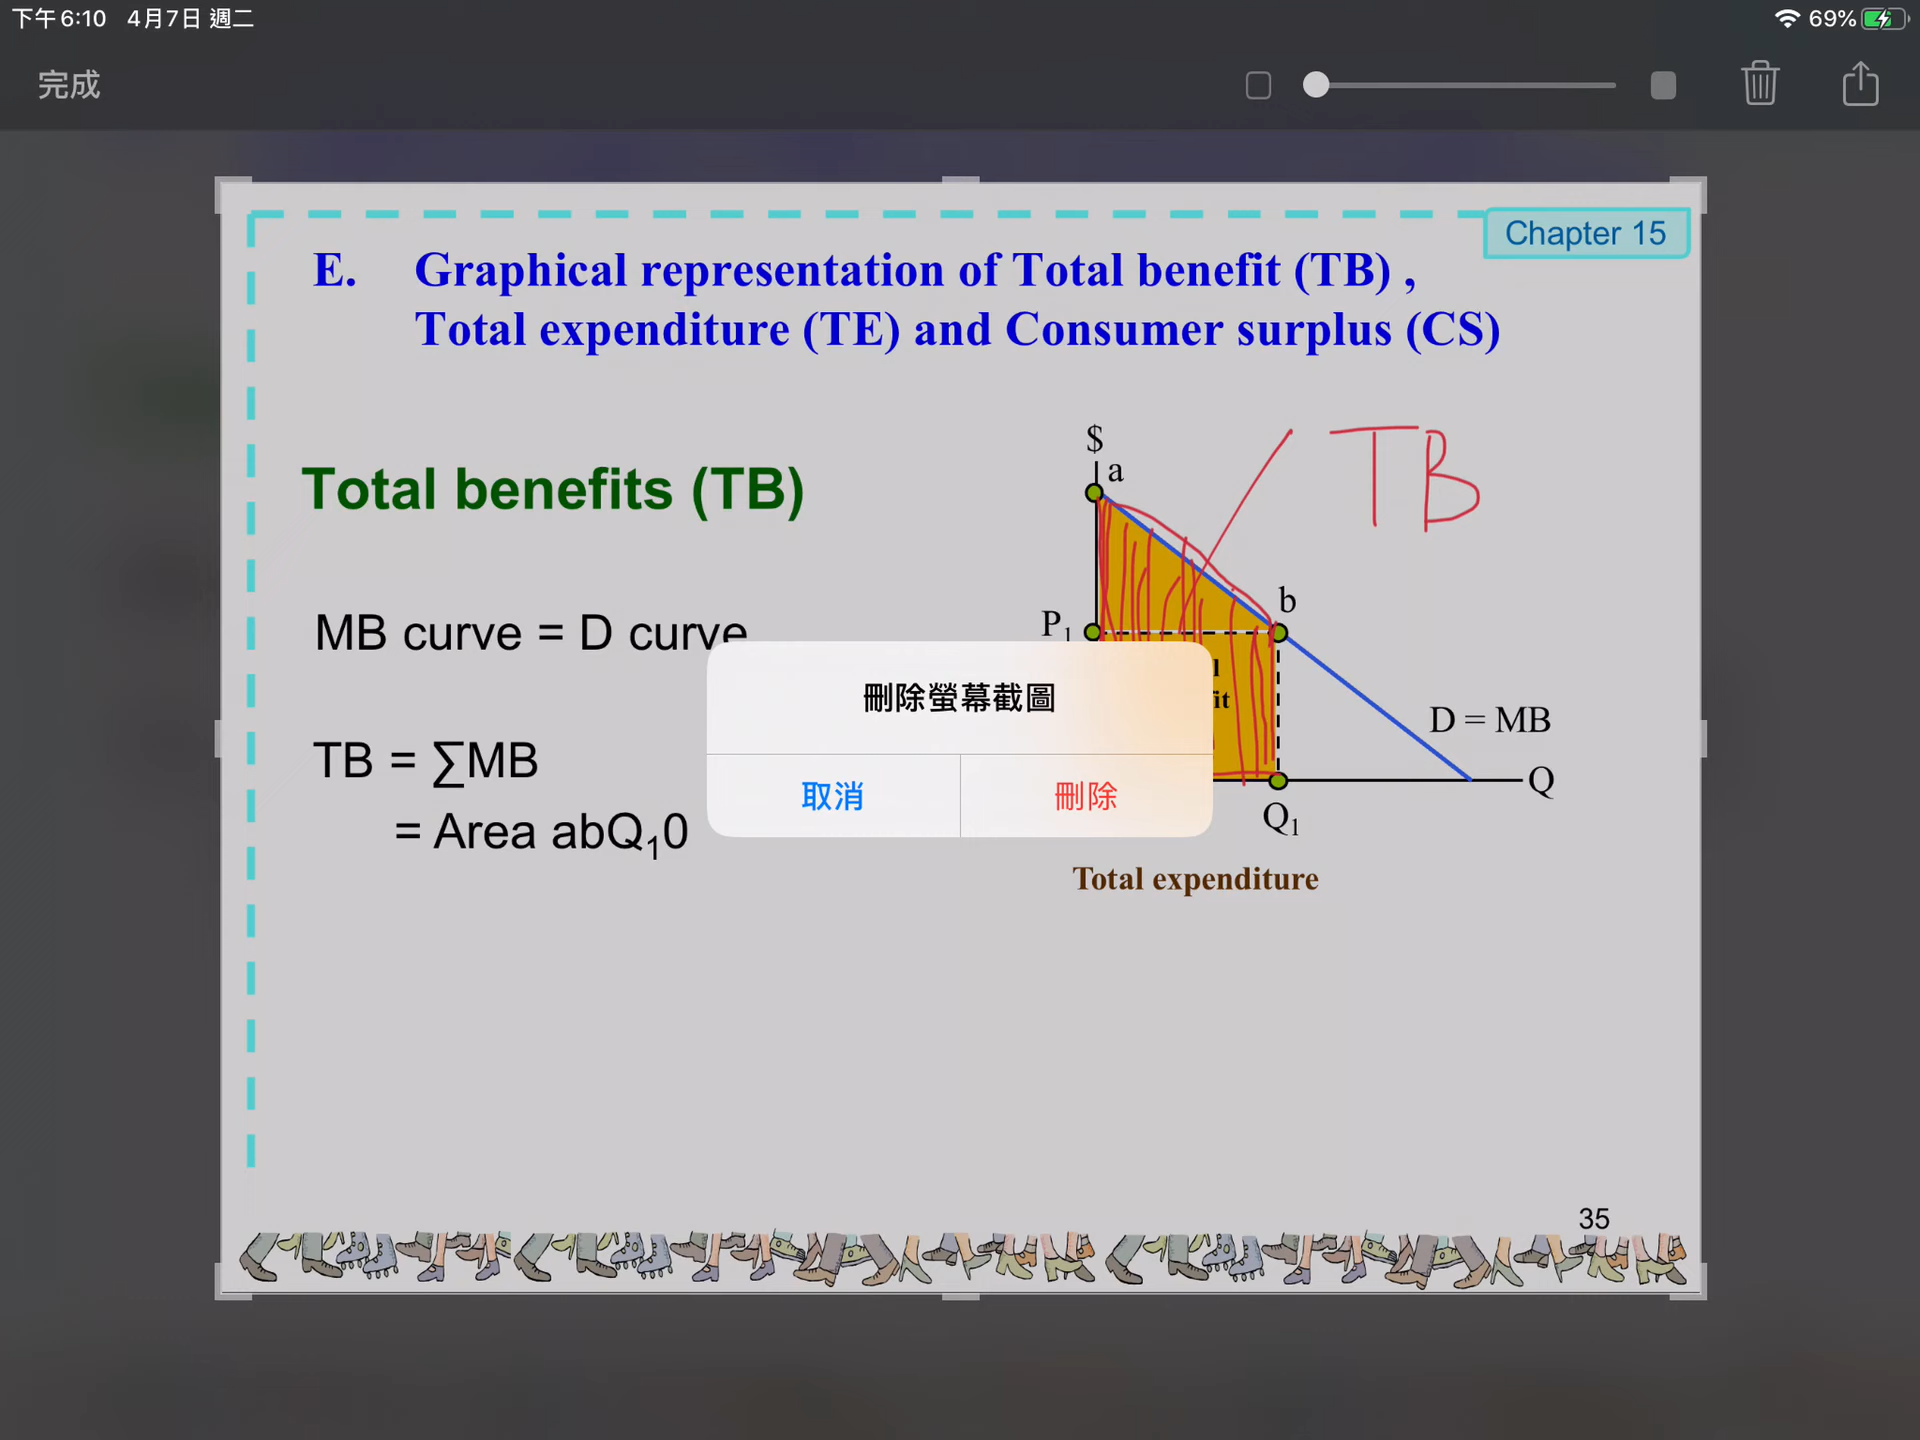 下午6:10 4月7日 週二
69%
完成
Chapter 15
E. Graphical representation of Total benefit (TB) ,
Total expenditure (TE) and Consumer surplus (CS)
$
a
TB
Total benefits (TB)
b
P₁
MB curve = D curve
刪除螢幕截圖
取消
刪除
D = MB
TB = ∑MB
Q
= Area abQ₁0
Q₁
Total expenditure
35